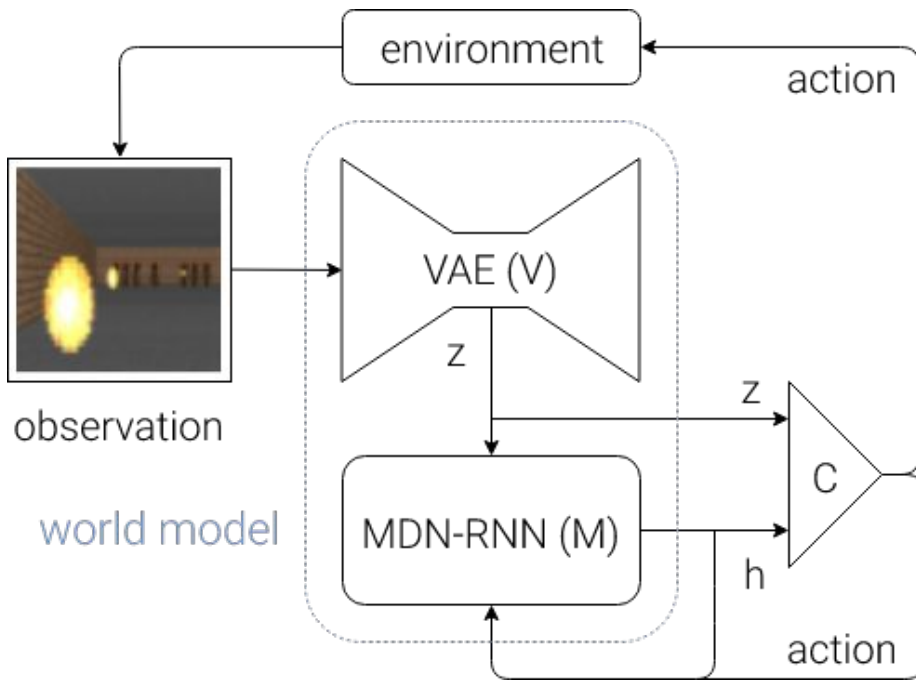 environment
action
VAE (V)
z
z
observation
C
world model
MDN-RNN (M)
h
action